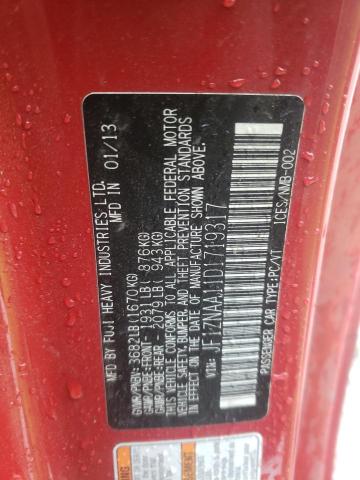 MFD BY FUJI HEAVY INDUSTRIES LTD.
MFD IN 01/13
GVWR/PNBV: 3682LB(1670KG)
GAWR/PNBE:FRONT- 1931LB( 876KG)
GAWR/PNBE:REAR - 2079LB( 943KG)
THIS VEHICLE CONFORMS TO ALL APPLICABLE FEDERAL MOTOR
VEHICLE SAFETY,BUMPER,AND THEFT PREVENTION STANDARDS
IN EFFECT ON THE DATE OF MANUFACTURE SHOWN ABOVE.
VIN: JF1ZNAA11D1719317
PASSENGER CAR TYPE:PC/VT ICES/NMB-002